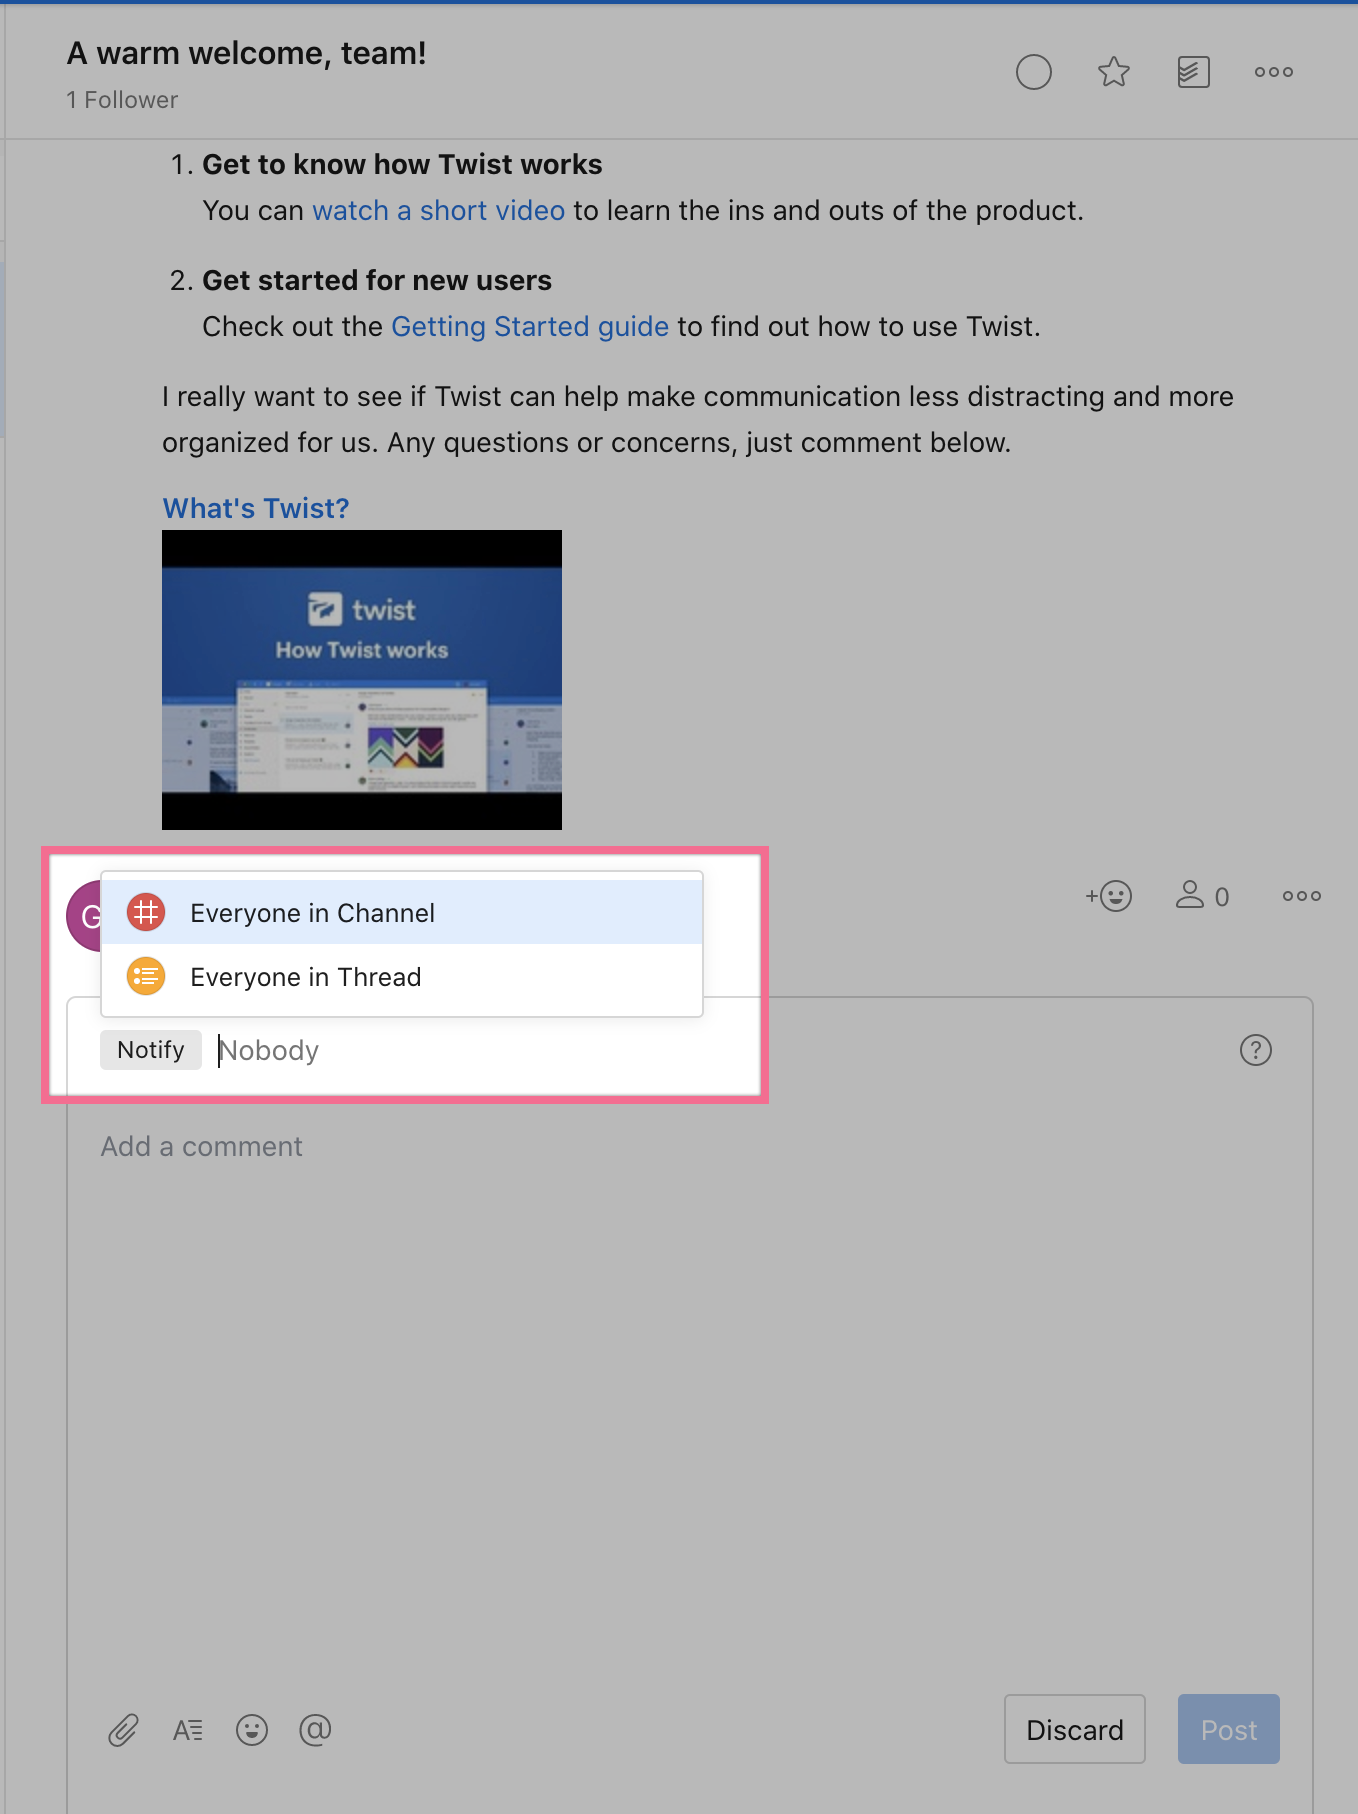 A warm welcome, team!
1 Follower
1. Get to know how Twist works
You can watch a short video to learn the ins and outs of the product.
2. Get started for new users
Check out the Getting Started guide to find out how to use Twist.
I really want to see if Twist can help make communication less distracting and more
organized for us. Any questions or concerns, just comment below.
What's Twist?
twist
How Twist works
+ 0
G
Everyone in Channel
Everyone in Thread
Notify Nobody
?
Add a comment
A @
Discard Post